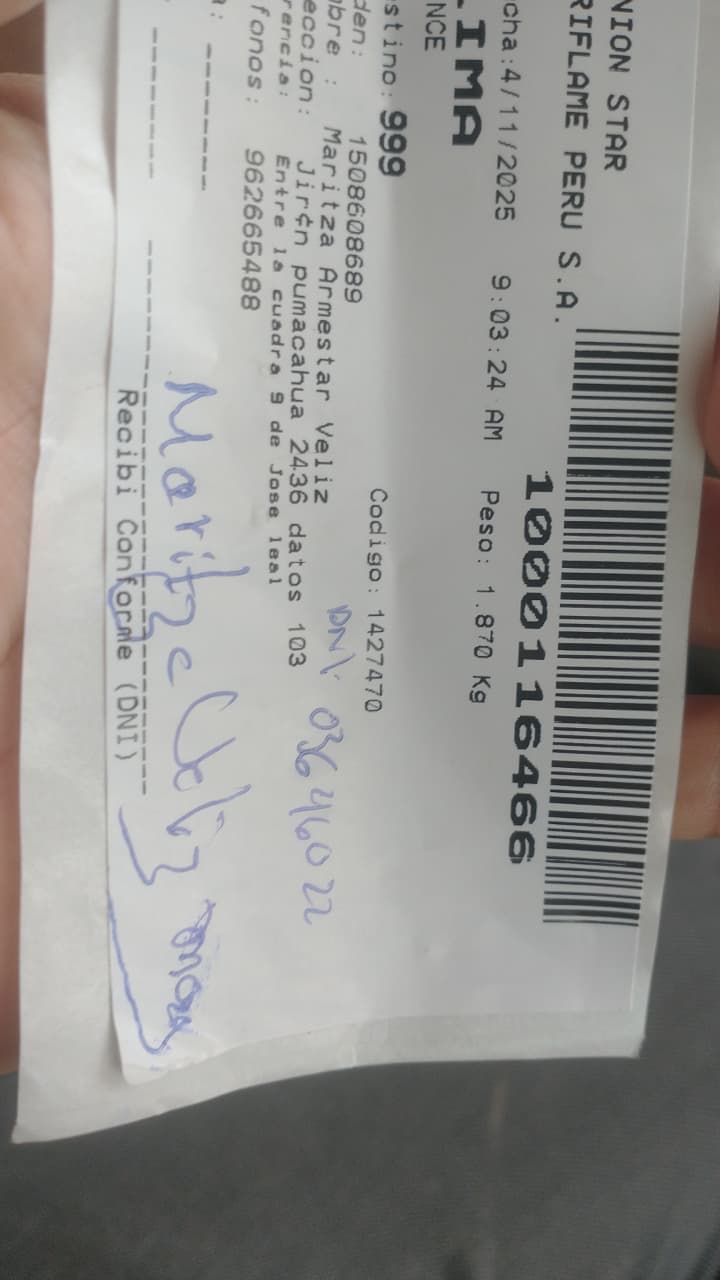 NION STAR
RIFLAME PERU S.A.
1000116466
cha:4/11/2025 9:03:24 AM Peso: 1.870 Kg
LIMA
NCE
stino: 999
den: 1508608689 Codigo: 1427470
bre : Maritza Armestar Veliz
DNI 03646022
eccion: Jir¢n pumacahua 2436 datos 103
rencia: Entre la cuadra 9 de Jose leal
fonos: 962665488
a: -------
Maritza Veliz
Recibi Conforme (DNI)